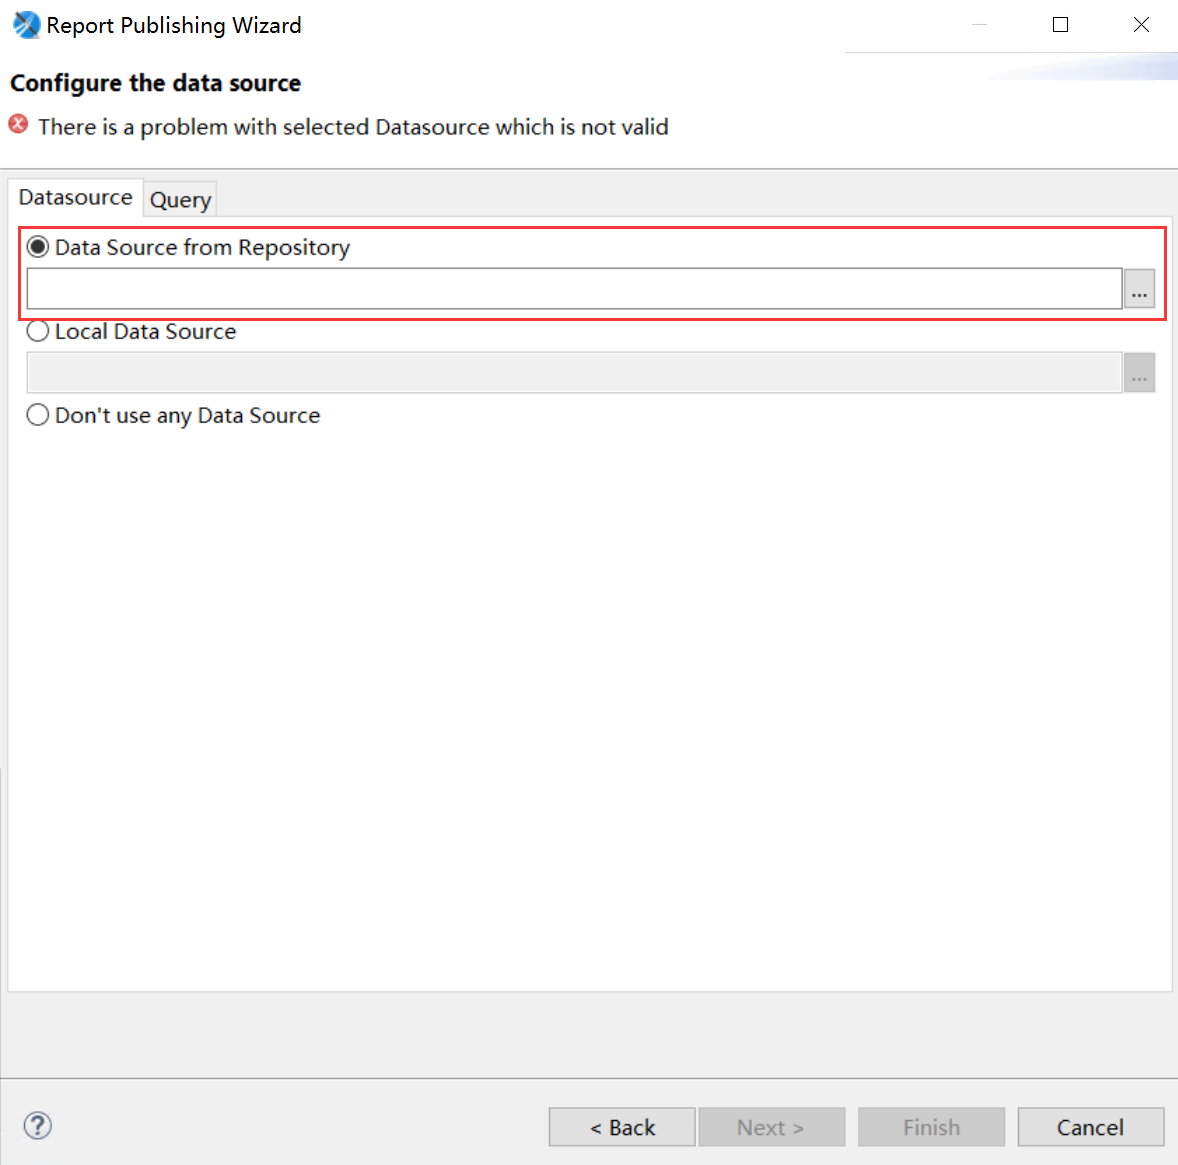 Report Publishing Wizard
Configure the data source
There is a problem with selected Datasource which is not valid
Datasource
Query
Data Source from Repository
...
Local Data Source
...
Don't use any Data Source
?
< Back
Next >
Finish
Cancel